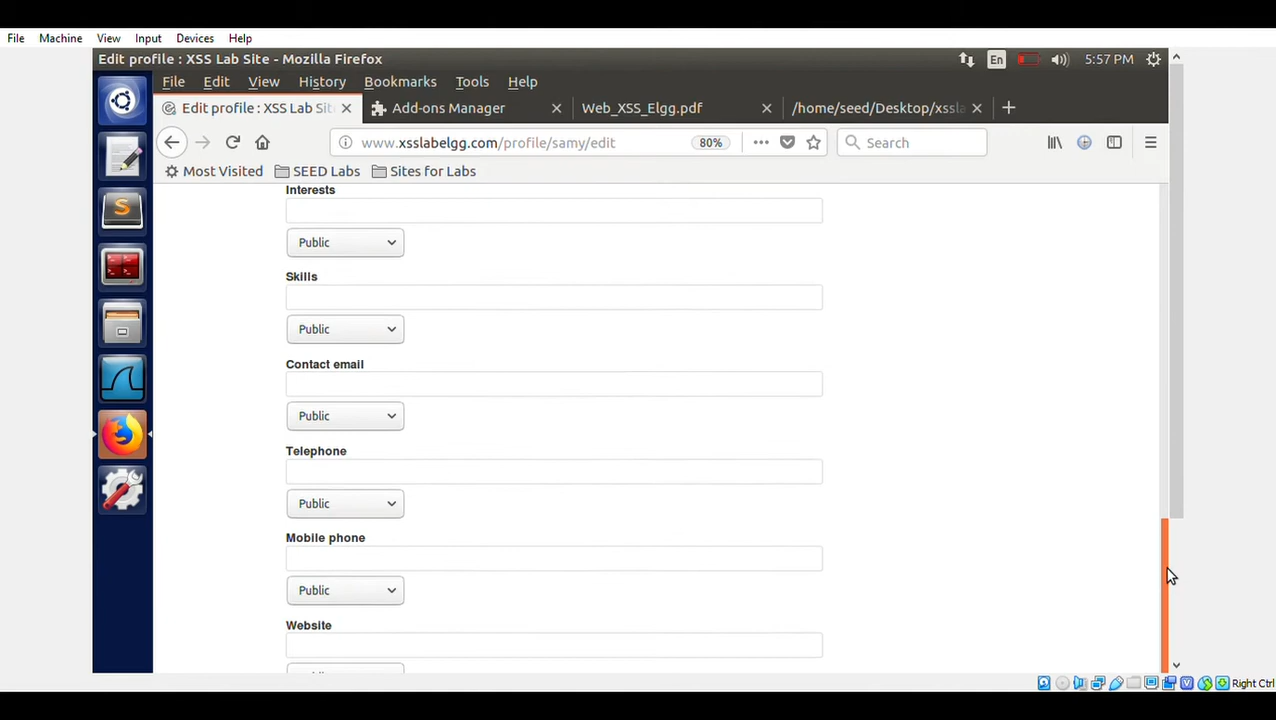 File Machine View Input Devices Help
Edit profile : XSS Lab Site - Mozilla Firefox
En
5:57 PM
File Edit View History Bookmarks Tools Help
Edit profile : XSS Lab Sit
Add-ons Manager
Web_XSS_Elgg.pdf
/home/seed/Desktop/xssla
www.xsslabelgg.com/profile/samy/edit
80%
Search
Most Visited
SEED Labs
Sites for Labs
Interests
Public
Skills
Public
Contact email
Public
Telephone
Public
Mobile phone
Public
Website
Right Ctrl